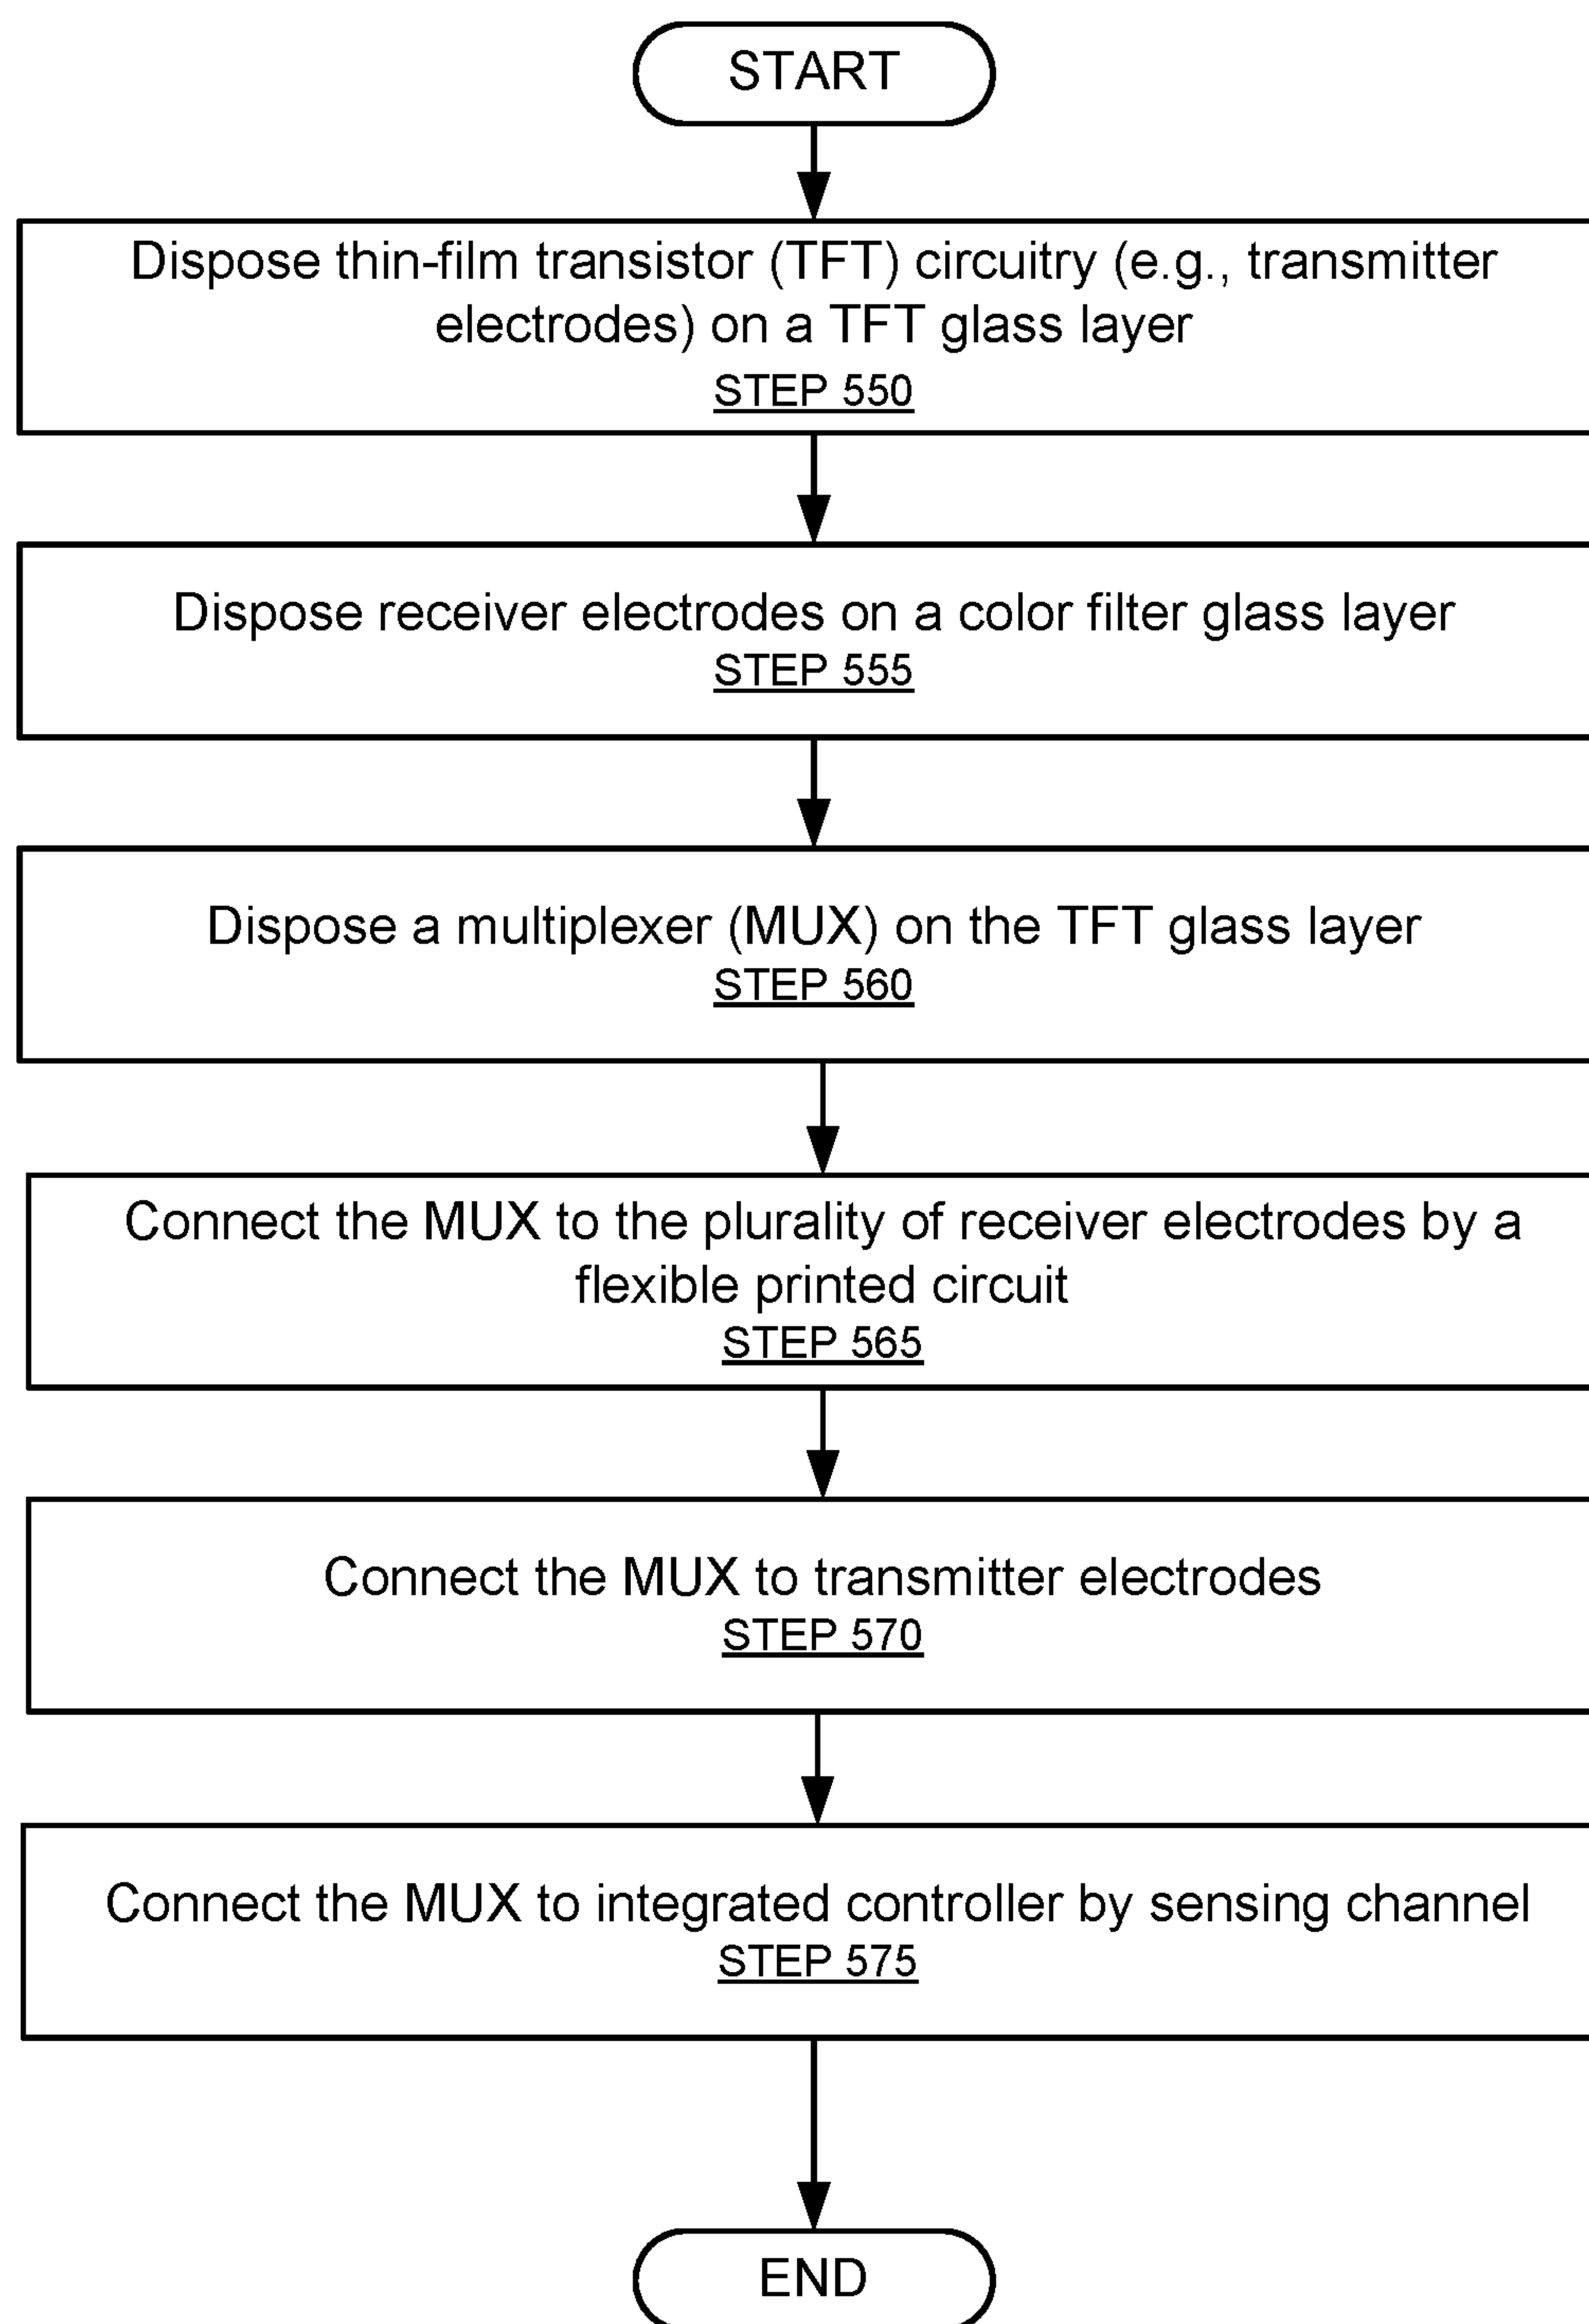 START
Dispose thin-film transistor (TFT) circuitry (e.g., transmitter
electrodes) on a TFT glass layer
STEP 550
Dispose receiver electrodes on a color filter glass layer
STEP 555
Dispose a multiplexer (MUX) on the TFT glass layer
STEP 560
Connect the MUX to the plurality of receiver electrodes by a
flexible printed circuit
STEP 565
Connect the MUX to transmitter electrodes
STEP 570
Connect the MUX to integrated controller by sensing channel
STEP 575
END